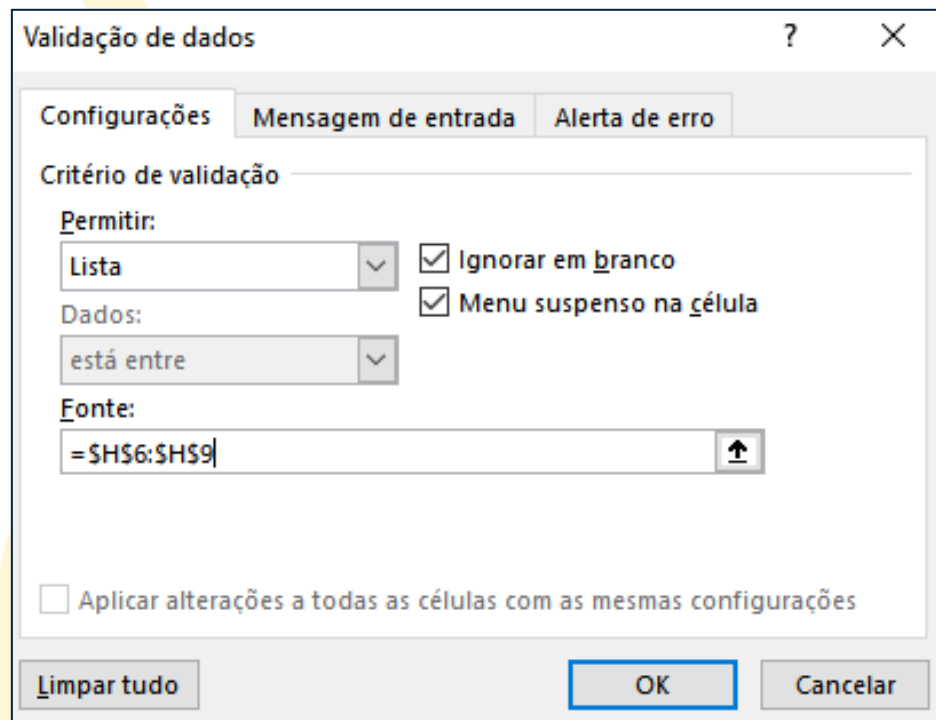 Validação de dados ?
Configurações Mensagem de entrada Alerta de erro
Critério de validação
Permitir:
Lista
Ignorar em branco
Menu suspenso na célula
Dados:
está entre
Fonte:
=$H$6:$H$9
Aplicar alterações a todas as células com as mesmas configurações
Limpar tudo OK Cancelar